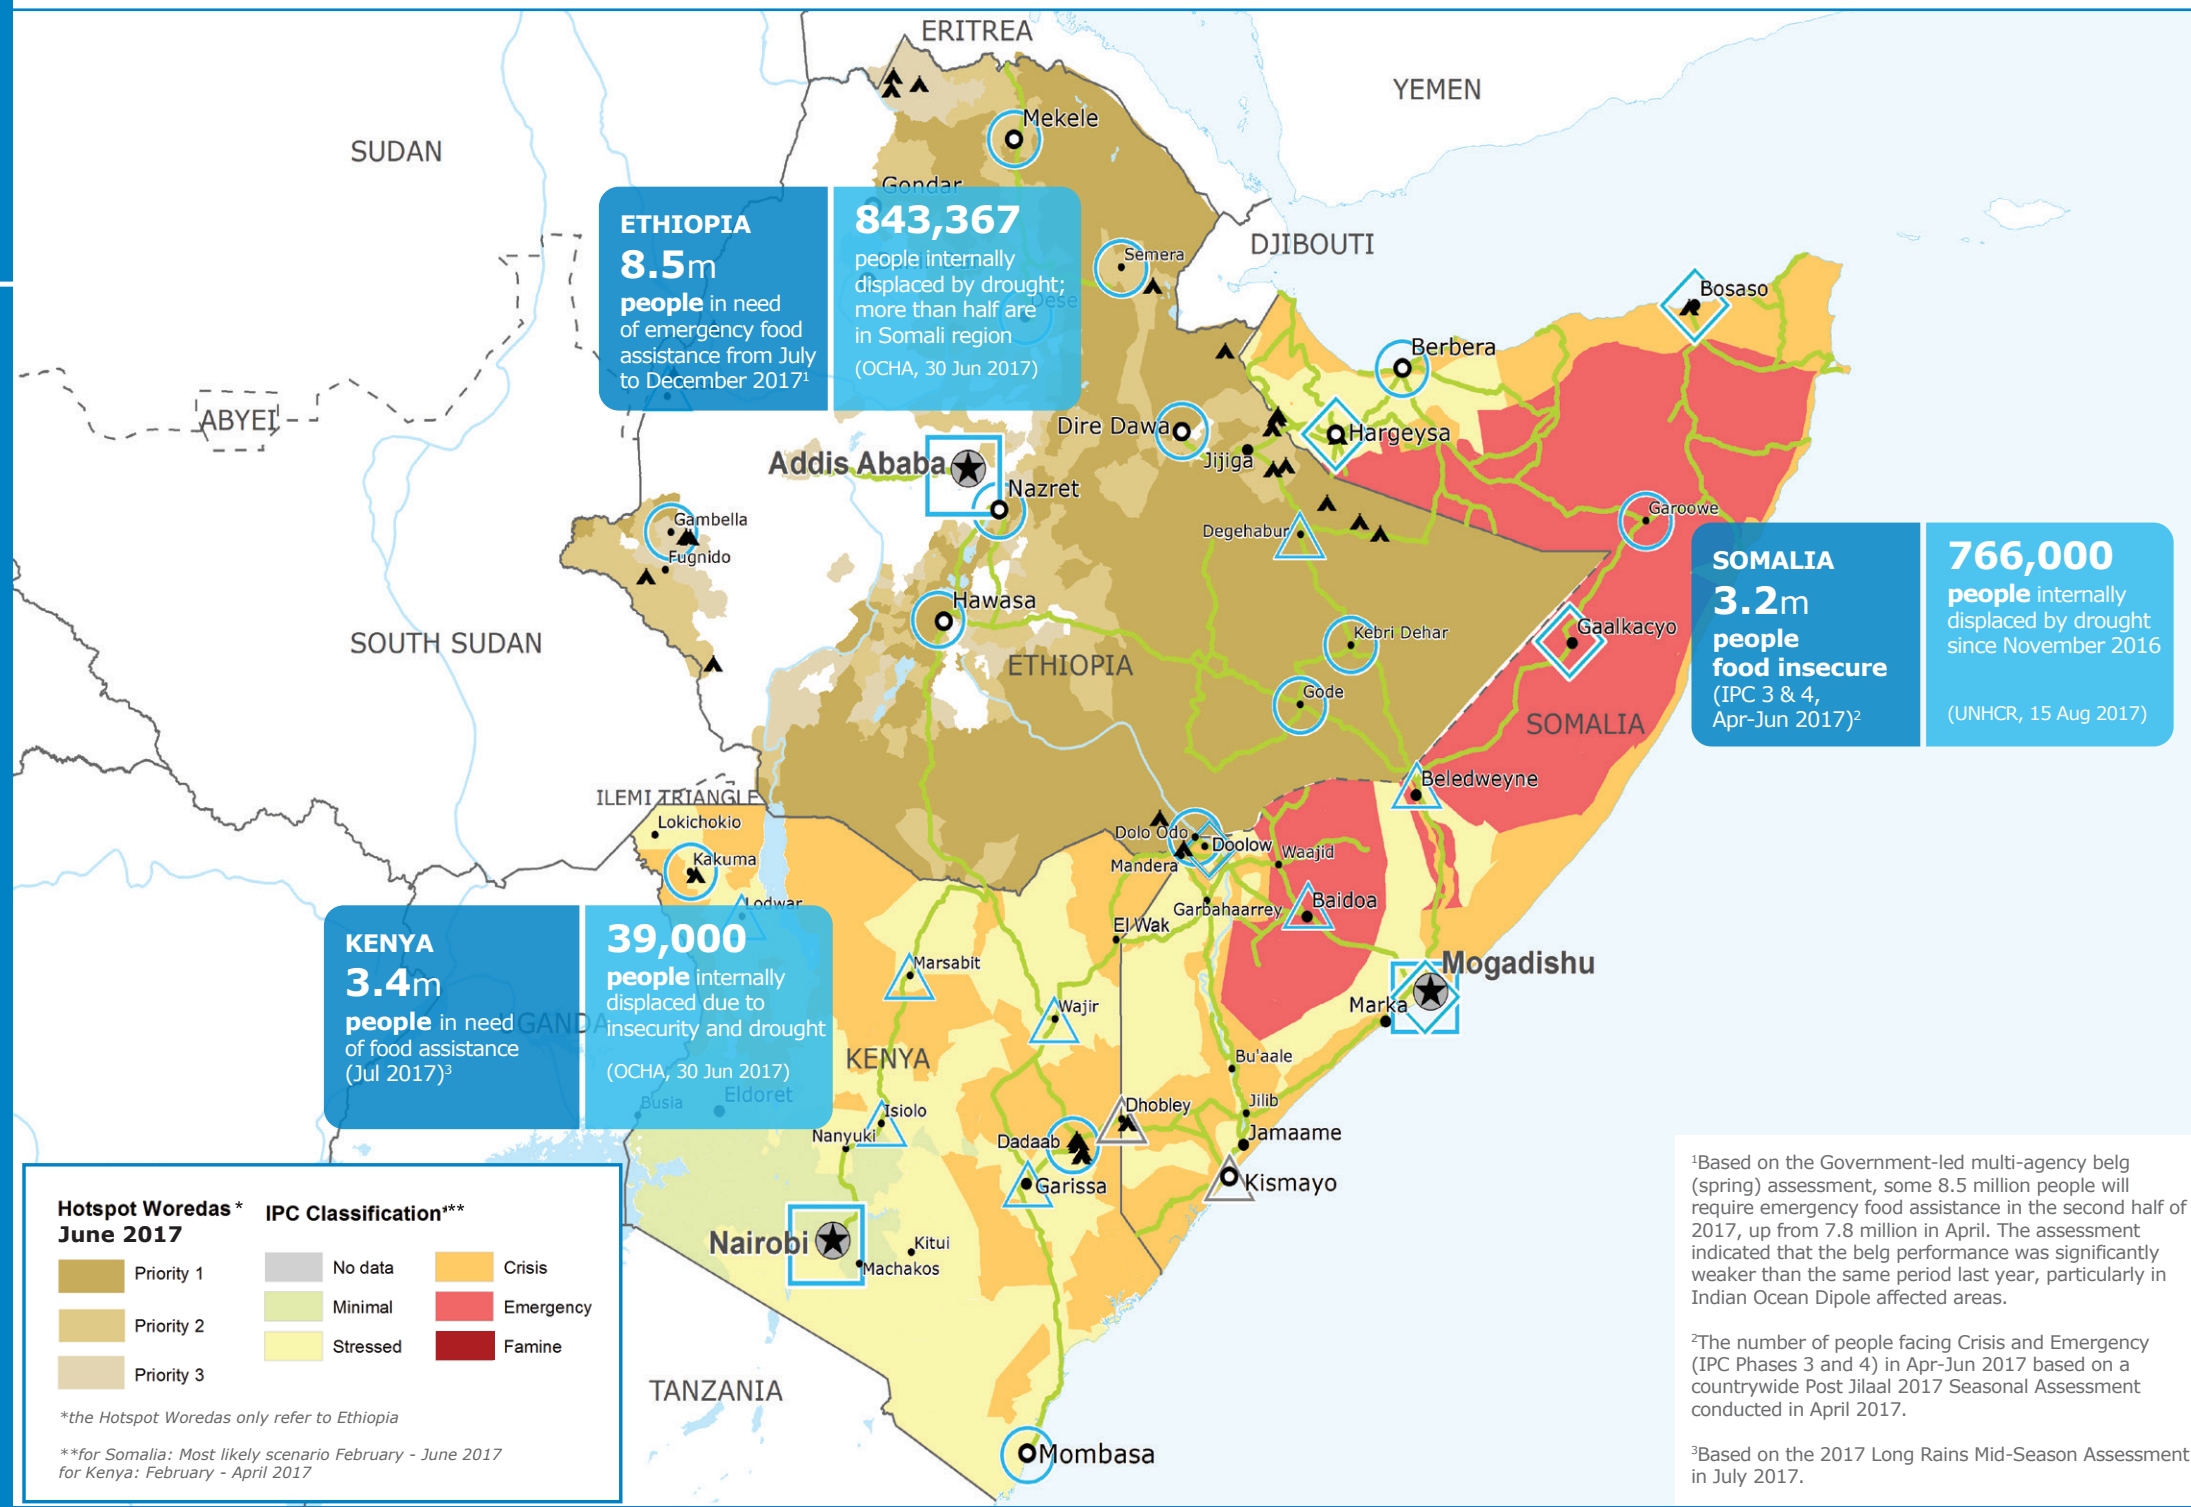 ERITREA
YEMEN
SUDAN
Mekele
Gondar
ETHIOPIA
8.5m
people in need
of emergency food
assistance from July
to December 2017¹
843,367
people internally
displaced by drought;
more than half are
in Somali region
(OCHA, 30 Jun 2017)
Dese
Semera
DJIBOUTI
Bosaso
Berbera
ABYEI
Dire Dawa
Hargeysa
Jijiga
Addis Ababa
Nazret
Garoowe
Gambella
Degehabur
Fugnido
SOMALIA
3.2m
people
food insecure
(IPC 3 & 4,
Apr-Jun 2017)²
766,000
people internally
displaced by drought
since November 2016
(UNHCR, 15 Aug 2017)
Hawasa
Gaalkacyo
Kebri Dehar
SOUTH SUDAN
ETHIOPIA
Gode
SOMALIA
Beledweyne
ILEMI TRIANGLE
Lokichokio
Dolo Odo
Doolow
Waajid
Kakuma
Mandera
Lodwar
Garbahaarrey
Baidoa
El Wak
KENYA
3.4m
people in need
of food assistance
(Jul 2017)³
39,000
people internally
displaced due to
insecurity and drought
(OCHA, 30 Jun 2017)
UGANDA
Marsabit
Mogadishu
Wajir
Marka
KENYA
Bu'aale
Busia
Eldoret
Isiolo
Dhobley
Jilib
Nanyuki
Dadaab
Jamaame
Garissa
Kismayo
Nairobi
Kitui
Machakos
TANZANIA
Mombasa
Hotspot Woredas *
June 2017
Priority 1
Priority 2
Priority 3
IPC Classification***
No data
Minimal
Stressed
Crisis
Emergency
Famine
*the Hotspot Woredas only refer to Ethiopia
**for Somalia: Most likely scenario February - June 2017
for Kenya: February - April 2017
¹Based on the Government-led multi-agency belg
(spring) assessment, some 8.5 million people will
require emergency food assistance in the second half of
2017, up from 7.8 million in April. The assessment
indicated that the belg performance was significantly
weaker than the same period last year, particularly in
Indian Ocean Dipole affected areas.
²The number of people facing Crisis and Emergency
(IPC Phases 3 and 4) in Apr-Jun 2017 based on a
countrywide Post Jilaal 2017 Seasonal Assessment
conducted in April 2017.
³Based on the 2017 Long Rains Mid-Season Assessment
in July 2017.